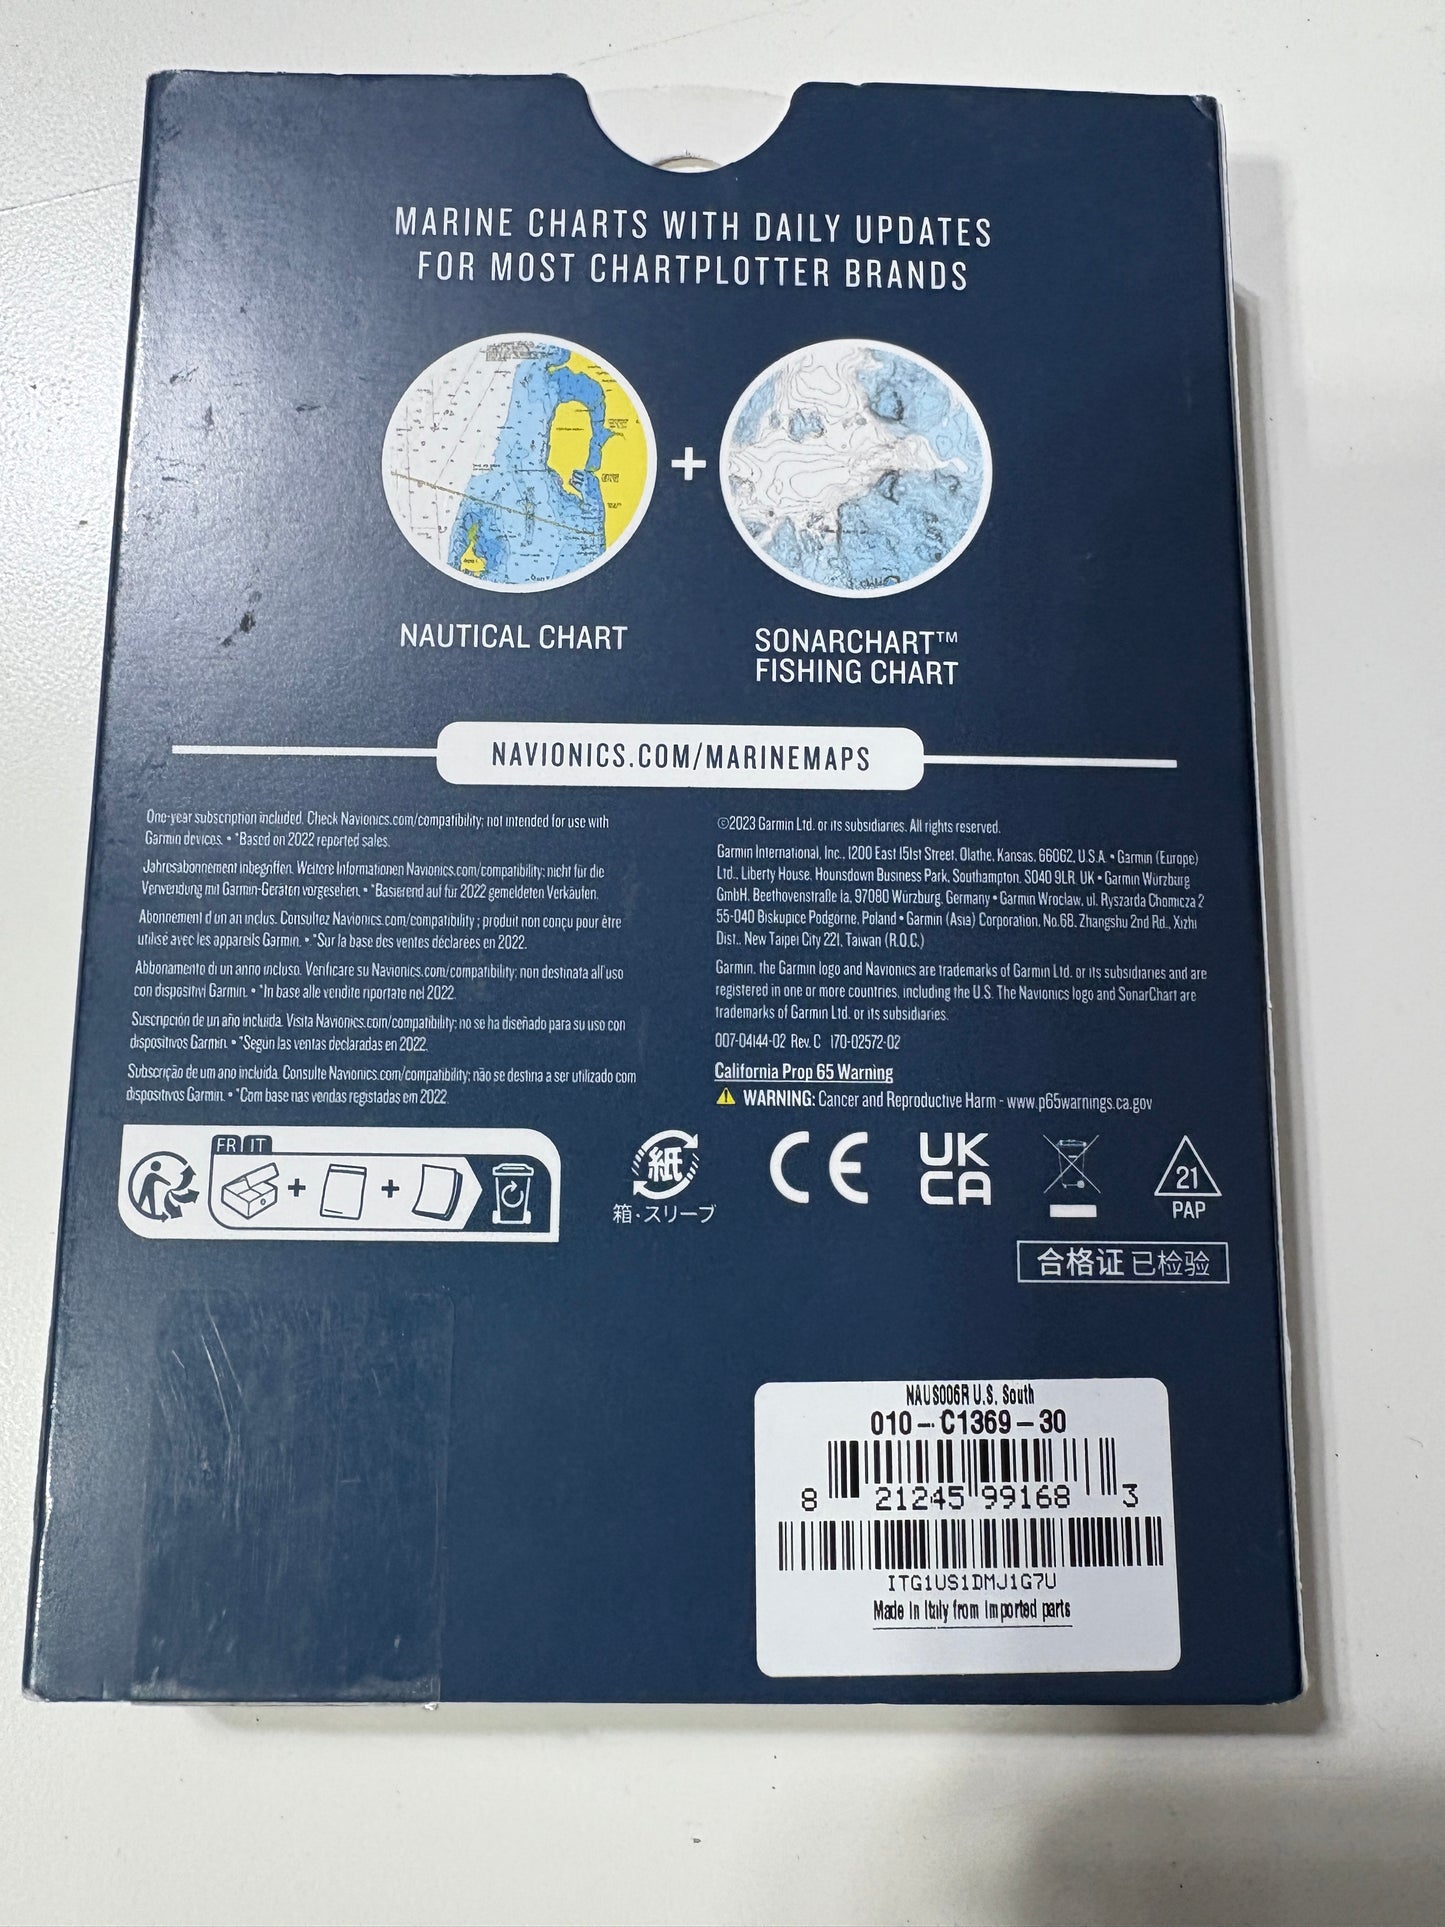 MARINE CHARTS WITH DAILY UPDATES
FOR MOST CHARTPLOTTER BRANDS
+
NAUTICAL CHART
SONARCHART™
FISHING CHART
NAVIONICS.COM/MARINEMAPS
One-year subscription included. Check Navionics.com/compatibility; not intended for use with
Garmin devices. • *Based on 2022 reported sales.
Jahresabonnement inbegriffen. Weitere Informationen Navionics.com/compatibility; nicht für die
Verwendung mit Garmin-Geräten vorgesehen. • *Basierend auf für 2022 gemeldeten Verkäufen.
Abonnement d'un an inclus. Consultez Navionics.com/compatibility ; produit non conçu pour être
utilisé avec les appareils Garmin. • *Sur la base des ventes déclarées en 2022.
Abbonamento di un anno incluso. Verificare su Navionics.com/compatibility; non destinata all'uso
con dispositivi Garmin. • *In base alle vendite riportate nel 2022.
Suscripción de un año incluida. Visita Navionics.com/compatibility; no se ha diseñado para su uso con
dispositivos Garmin. • *Según las ventas declaradas en 2022.
Subscrição de um ano incluída. Consulte Navionics.com/compatibility; não se destina a ser utilizado com
dispositivos Garmin. • *Com base nas vendas registadas em 2022.
©2023 Garmin Ltd. or its subsidiaries. All rights reserved.
Garmin International, Inc., 1200 East 151st Street, Olathe, Kansas, 66062, U.S.A. • Garmin (Europe)
Ltd., Liberty House, Hounsdown Business Park, Southampton, SO40 9LR, UK • Garmin Würzburg
GmbH, Beethovenstraße 1a, 97080 Würzburg, Germany • Garmin Wrocław, ul. Ryszarda Chomicza 2
55-040 Biskupice Podgórne, Poland • Garmin (Asia) Corporation, No.68, Zhangshu 2nd Rd., Xizhi
Dist., New Taipei City 221, Taiwan (R.O.C.)
Garmin, the Garmin logo and Navionics are trademarks of Garmin Ltd. or its subsidiaries and are
registered in one or more countries, including the U.S. The Navionics logo and SonarChart are
trademarks of Garmin Ltd. or its subsidiaries.
007-04144-02 Rev. C 170-02572-02
California Prop 65 Warning
WARNING: Cancer and Reproductive Harm - www.p65warnings.ca.gov
FR IT
+ +
紙
箱・スリーブ
CE
UK
CA
21
PAP
合格证 已检验
NAUS006R U.S. South
010-C1369-30
8 21245 99168 3
ITG1US1DMJ1G7U
Made in Italy from imported parts